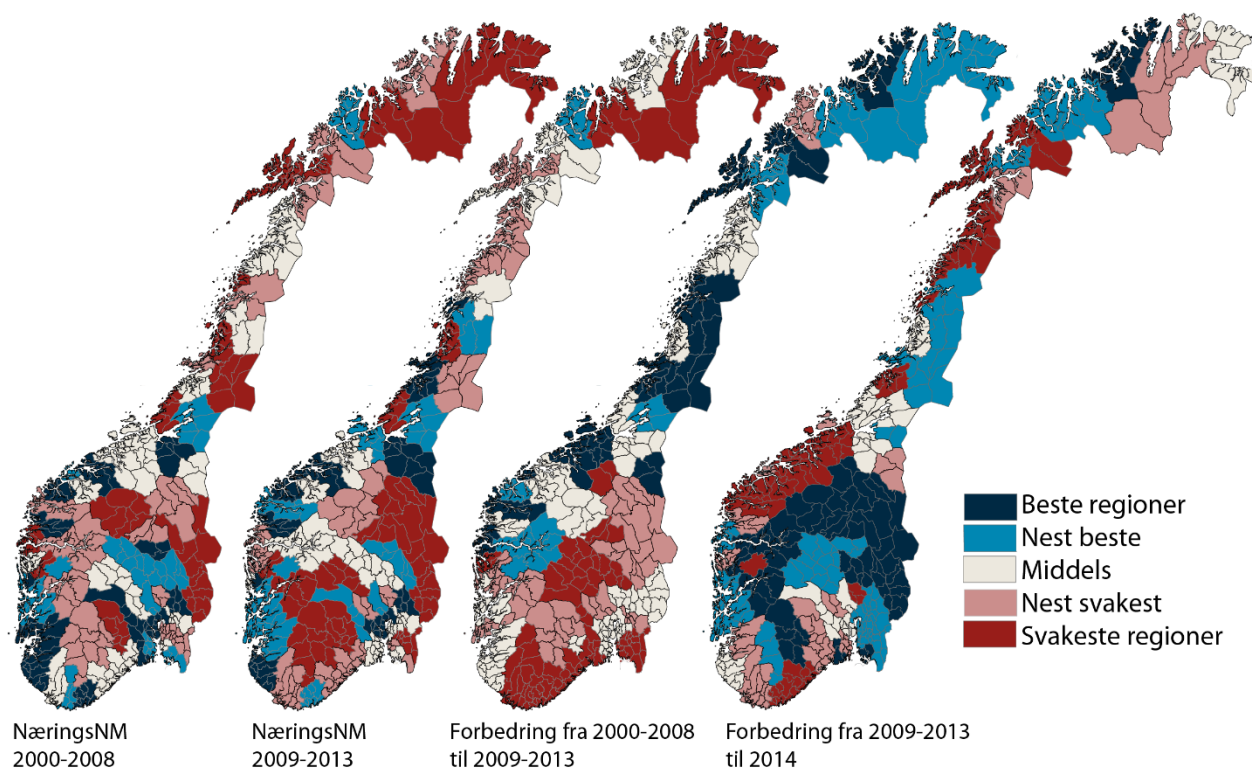 Beste regioner
Nest beste
Middels
Nest svakest
Svakeste regioner
NæringsNM
2000-2008
NæringsNM
2009-2013
Forbedring fra 2000-2008
til 2009-2013
Forbedring fra 2009-2013
til 2014